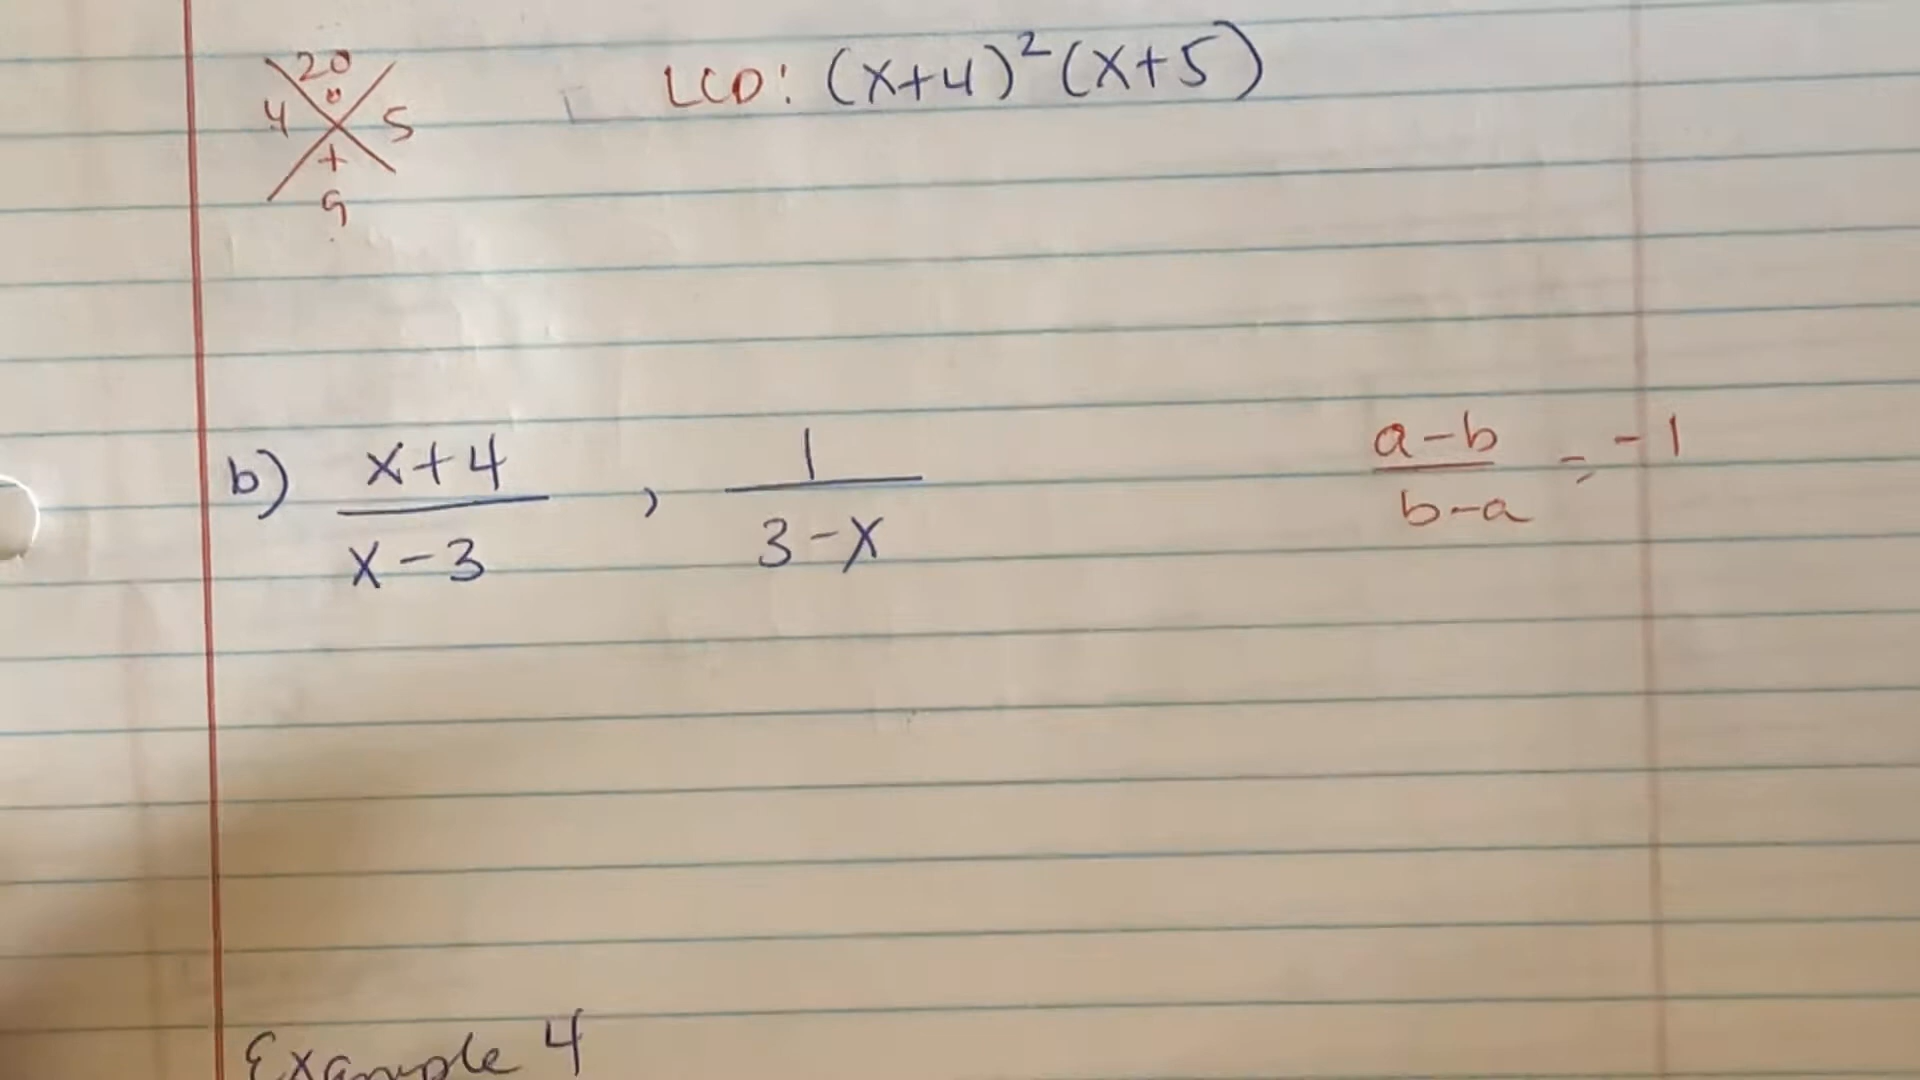 20
4 5
+
9
LCD: (x+4)²(x+5)
b) x+4 / x-3 , 1 / 3-x
a-b / b-a = -1
Example 4